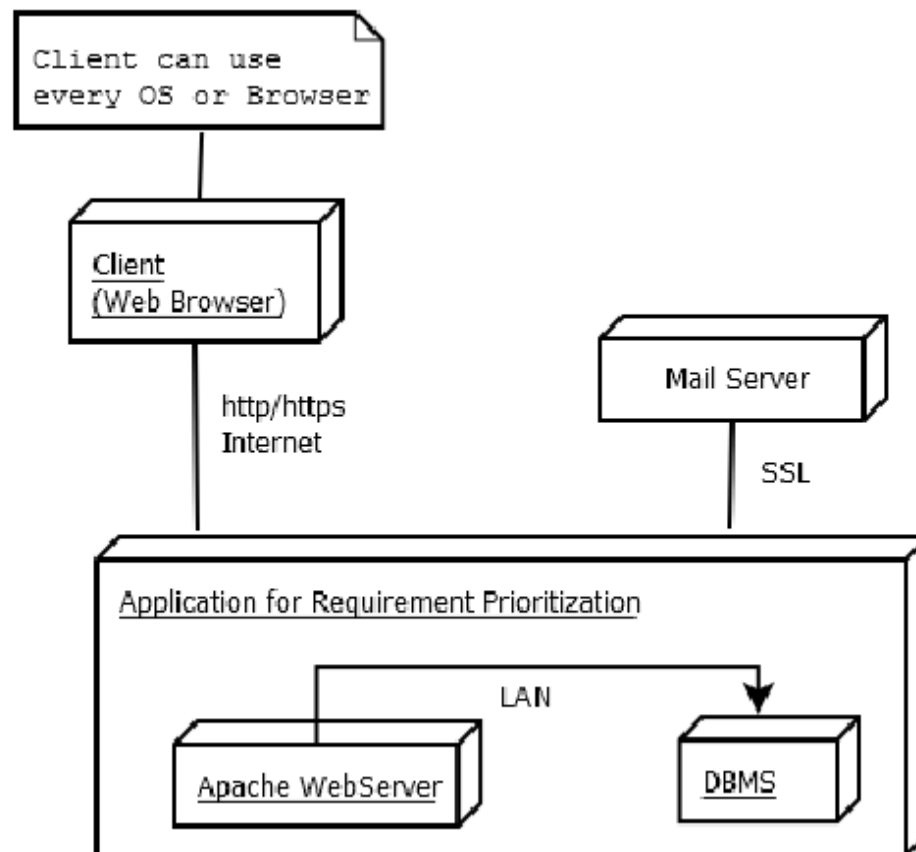 Client can use
every OS or Browser
Client
(Web Browser)
http/https
Internet
Mail Server
SSL
Application for Requirement Prioritization
LAN
Apache WebServer
DBMS